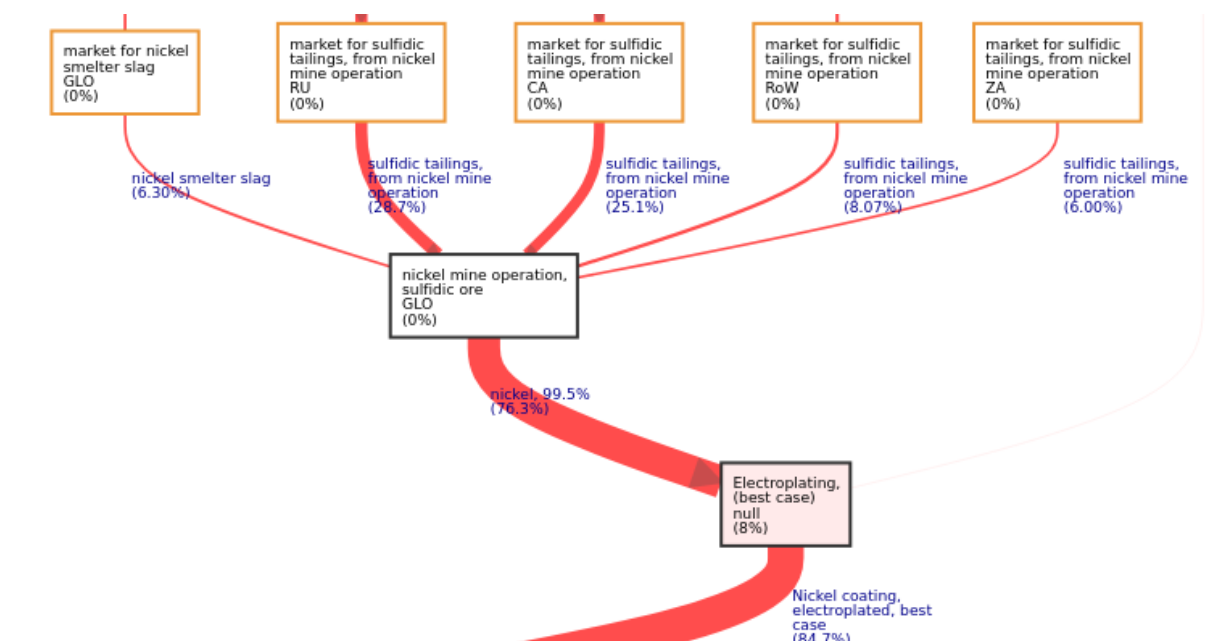 market for nickel
smelter slag
GLO
(0%)
market for sulfidic
tailings, from nickel
mine operation
RU
(0%)
market for sulfidic
tailings, from nickel
mine operation
CA
(0%)
market for sulfidic
tailings, from nickel
mine operation
RoW
(0%)
market for sulfidic
tailings, from nickel
mine operation
ZA
(0%)
nickel smelter slag
(6.30%)
sulfidic tailings,
from nickel mine
operation
(28.7%)
sulfidic tailings,
from nickel mine
operation
(25.1%)
sulfidic tailings,
from nickel mine
operation
(8.07%)
sulfidic tailings,
from nickel mine
operation
(6.00%)
nickel mine operation,
sulfidic ore
GLO
(0%)
nickel, 99.5%
(76.3%)
Electroplating,
(best case)
null
(8%)
Nickel coating,
electroplated, best
case
(84.7%)